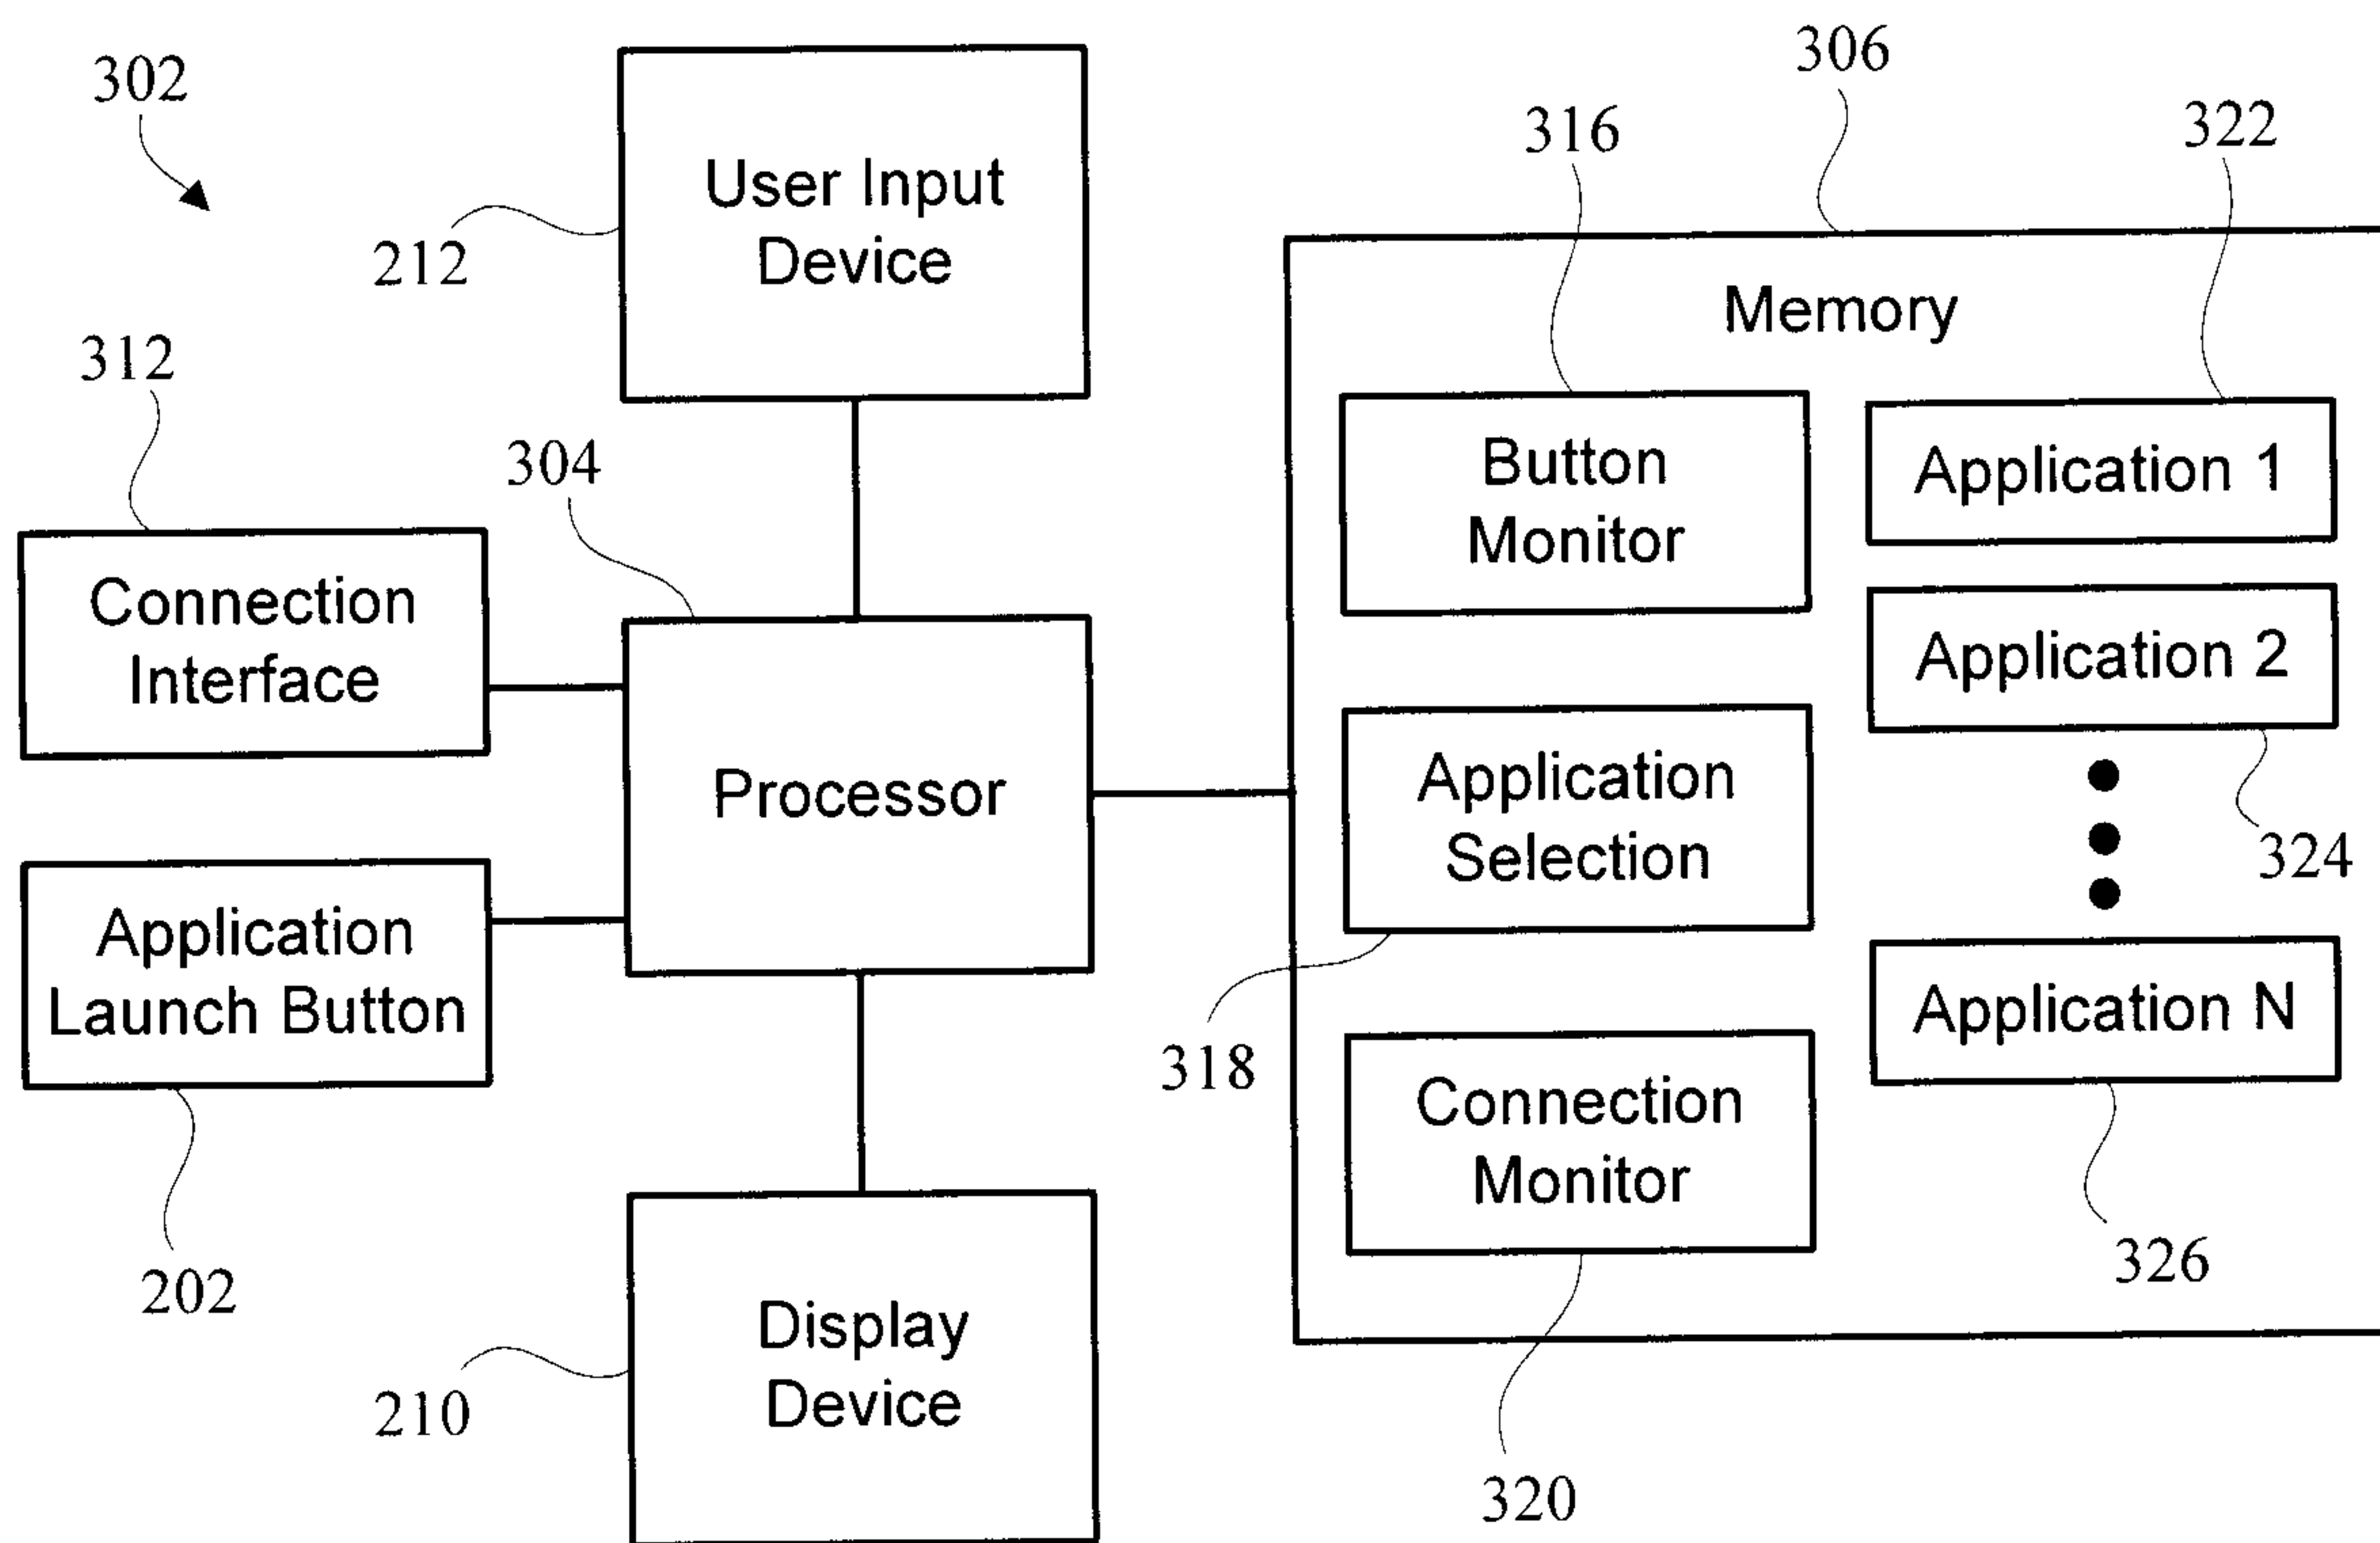 302
306
316
322
User Input
Device
212
Memory
312
304
Button
Monitor
Application 1
Connection
Interface
Application 2
Processor
Application
Selection
324
Application
Launch Button
Application N
318
Connection
Monitor
202
326
Display
Device
210
320